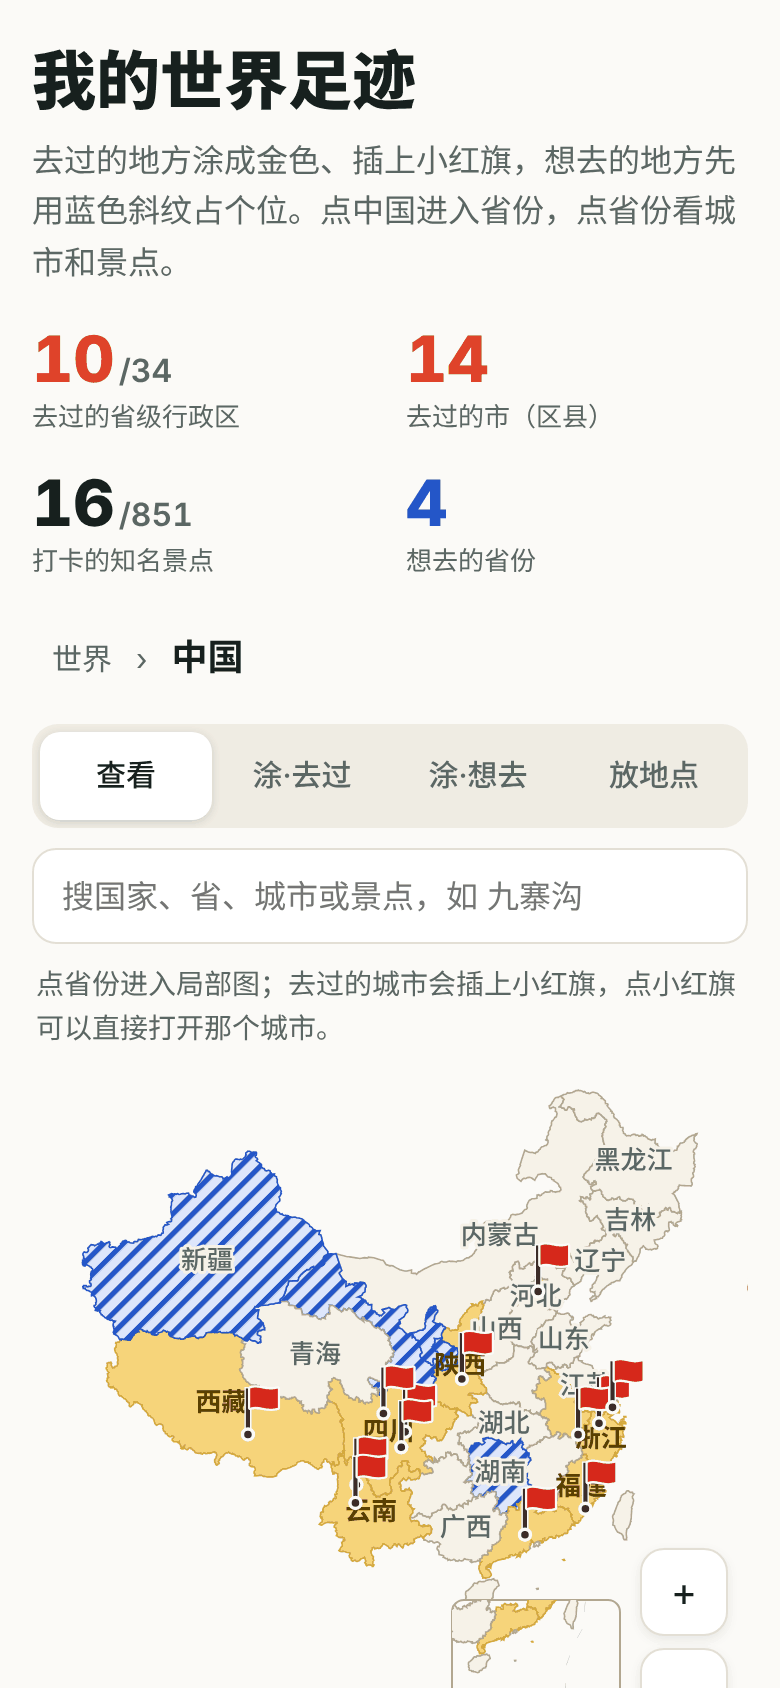 我的世界足迹
去过的地方涂成金色、插上小红旗，想去的地方先
用蓝色斜纹占个位。点中国进入省份，点省份看城
市和景点。
10/34
去过的省级行政区
14
去过的市（区县）
16/851
打卡的知名景点
4
想去的省份
世界 › 中国
查看
涂·去过
涂·想去
放地点
搜国家、省、城市或景点，如 九寨沟
点省份进入局部图；去过的城市会插上小红旗，点小红旗
可以直接打开那个城市。
黑龙江
吉林
内蒙古
辽宁
新疆
河北
山西
山东
青海
陕西
西藏
江苏
四川
湖北
浙江
湖南
福建
云南
广西
+